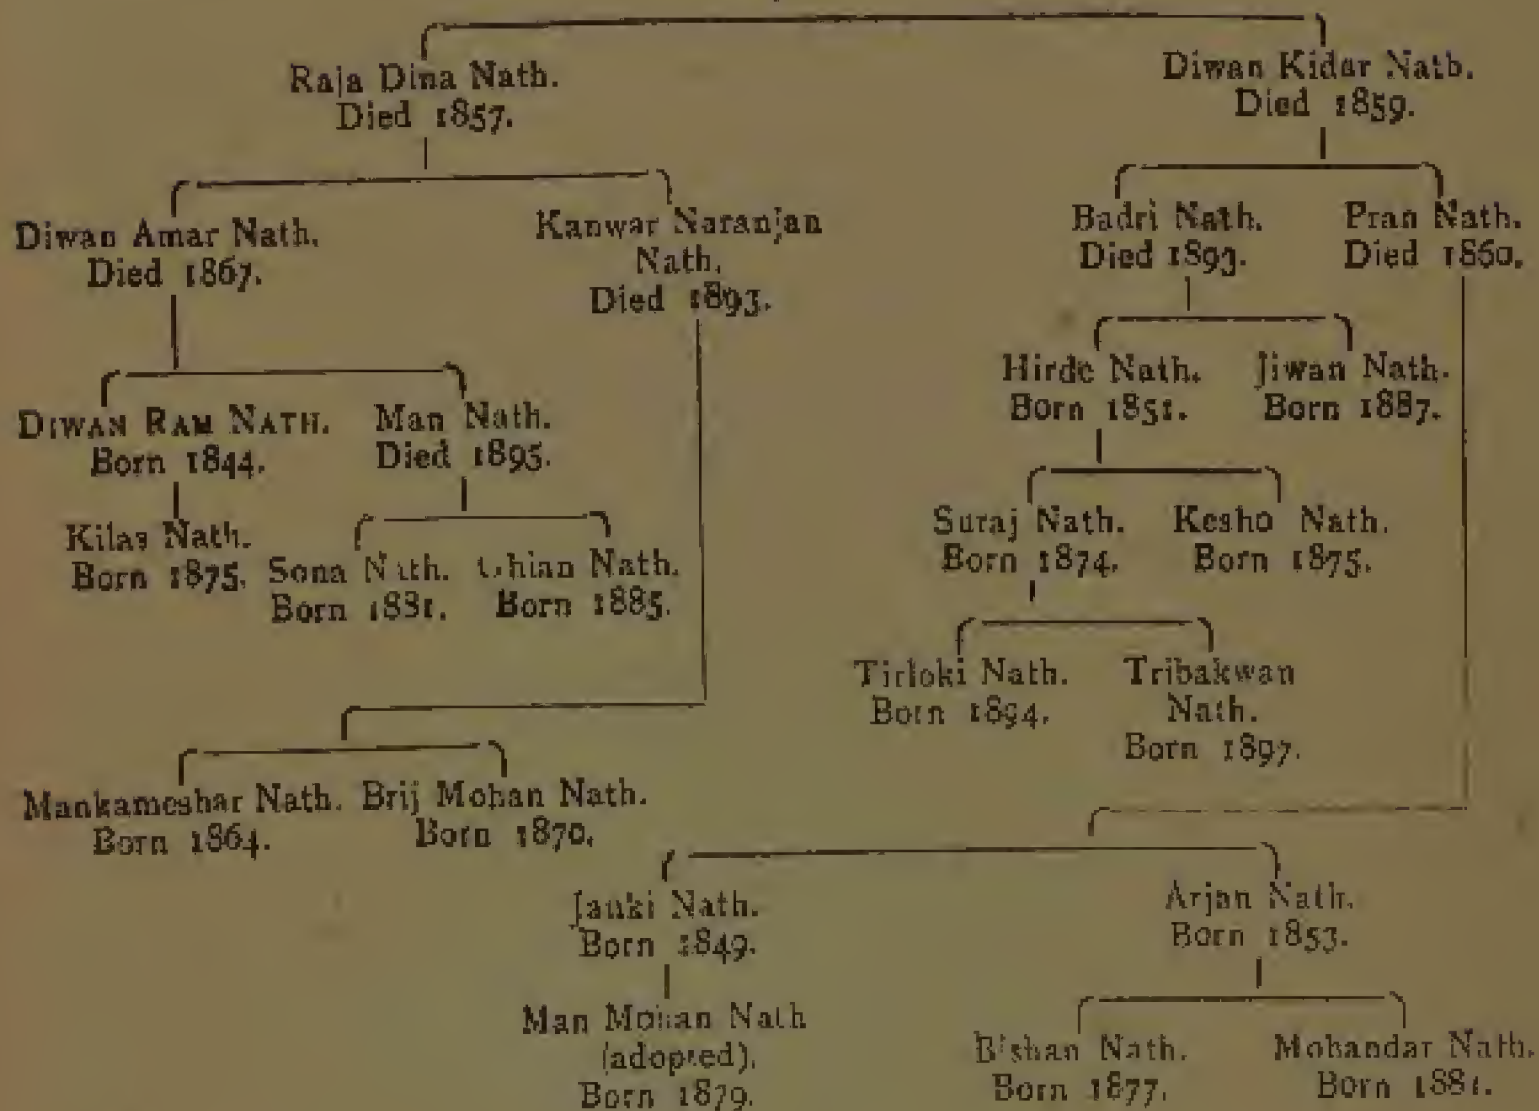 Raja Dina Nath.
Died 1857.
Diwan Kidar Nath.
Died 1859.
Diwan Amar Nath.
Died 1867.
Kanwar Naranjan
Nath.
Died 1893.
Badri Nath.
Died 1893.
Pran Nath.
Died 1860.
DIWAN RAM NATH.
Born 1844.
Man Nath.
Died 1895.
Hirde Nath.
Born 1851.
Jiwan Nath.
Born 1887.
Kilas Nath.
Born 1875.
Sona Nath.
Born 1881.
Nath.
Born 1885.
Suraj Nath.
Born 1874.
Kesho Nath.
Born 1875.
Tirloki Nath.
Born 1894.
Tribakwan
Nath.
Born 1897.
Mankameshar Nath.
Born 1864.
Brij Mohan Nath.
Born 1870.
Janki Nath.
Born 1849.
Arjan Nath.
Born 1853.
Man Mohan Nath
(adopted).
Born 1879.
Bishan Nath.
Born 1877.
Mohandar Nath.
Born 1881.